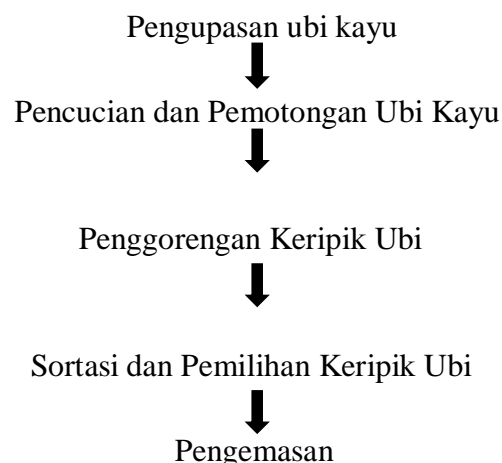 Pengupasan ubi kayu
Pencucian dan Pemotongan Ubi Kayu
Penggorengan Keripik Ubi
Sortasi dan Pemilihan Keripik Ubi
Pengemasan